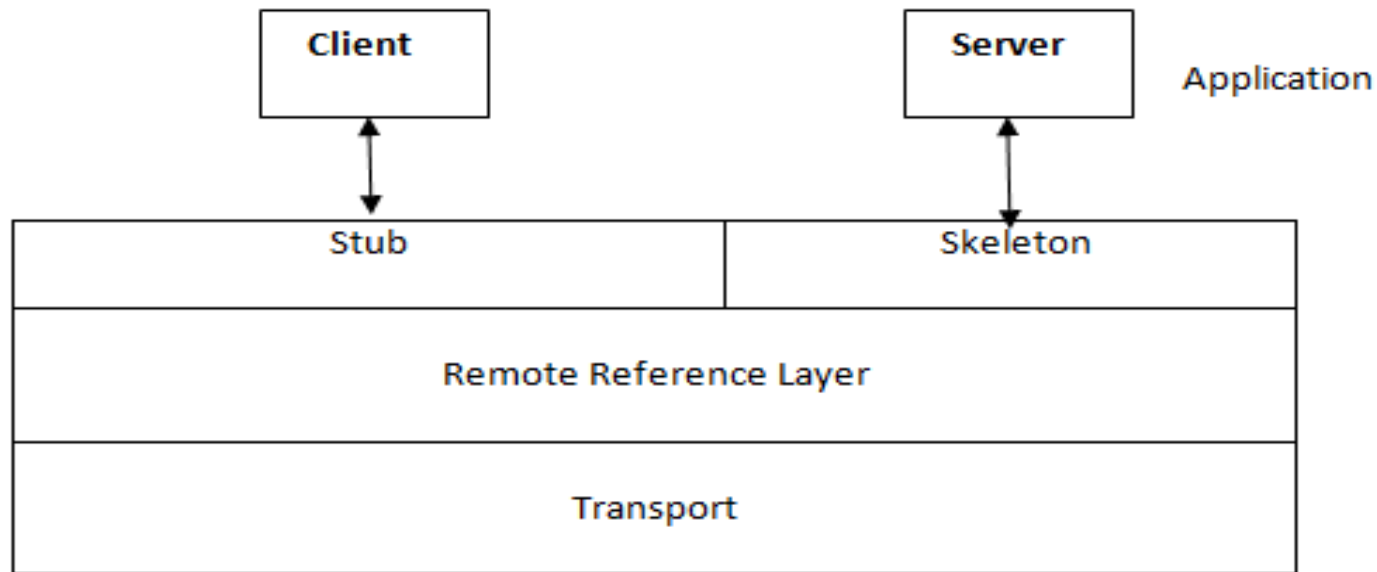 Client
Server
Application
Stub
Skeleton
Remote Reference Layer
Transport